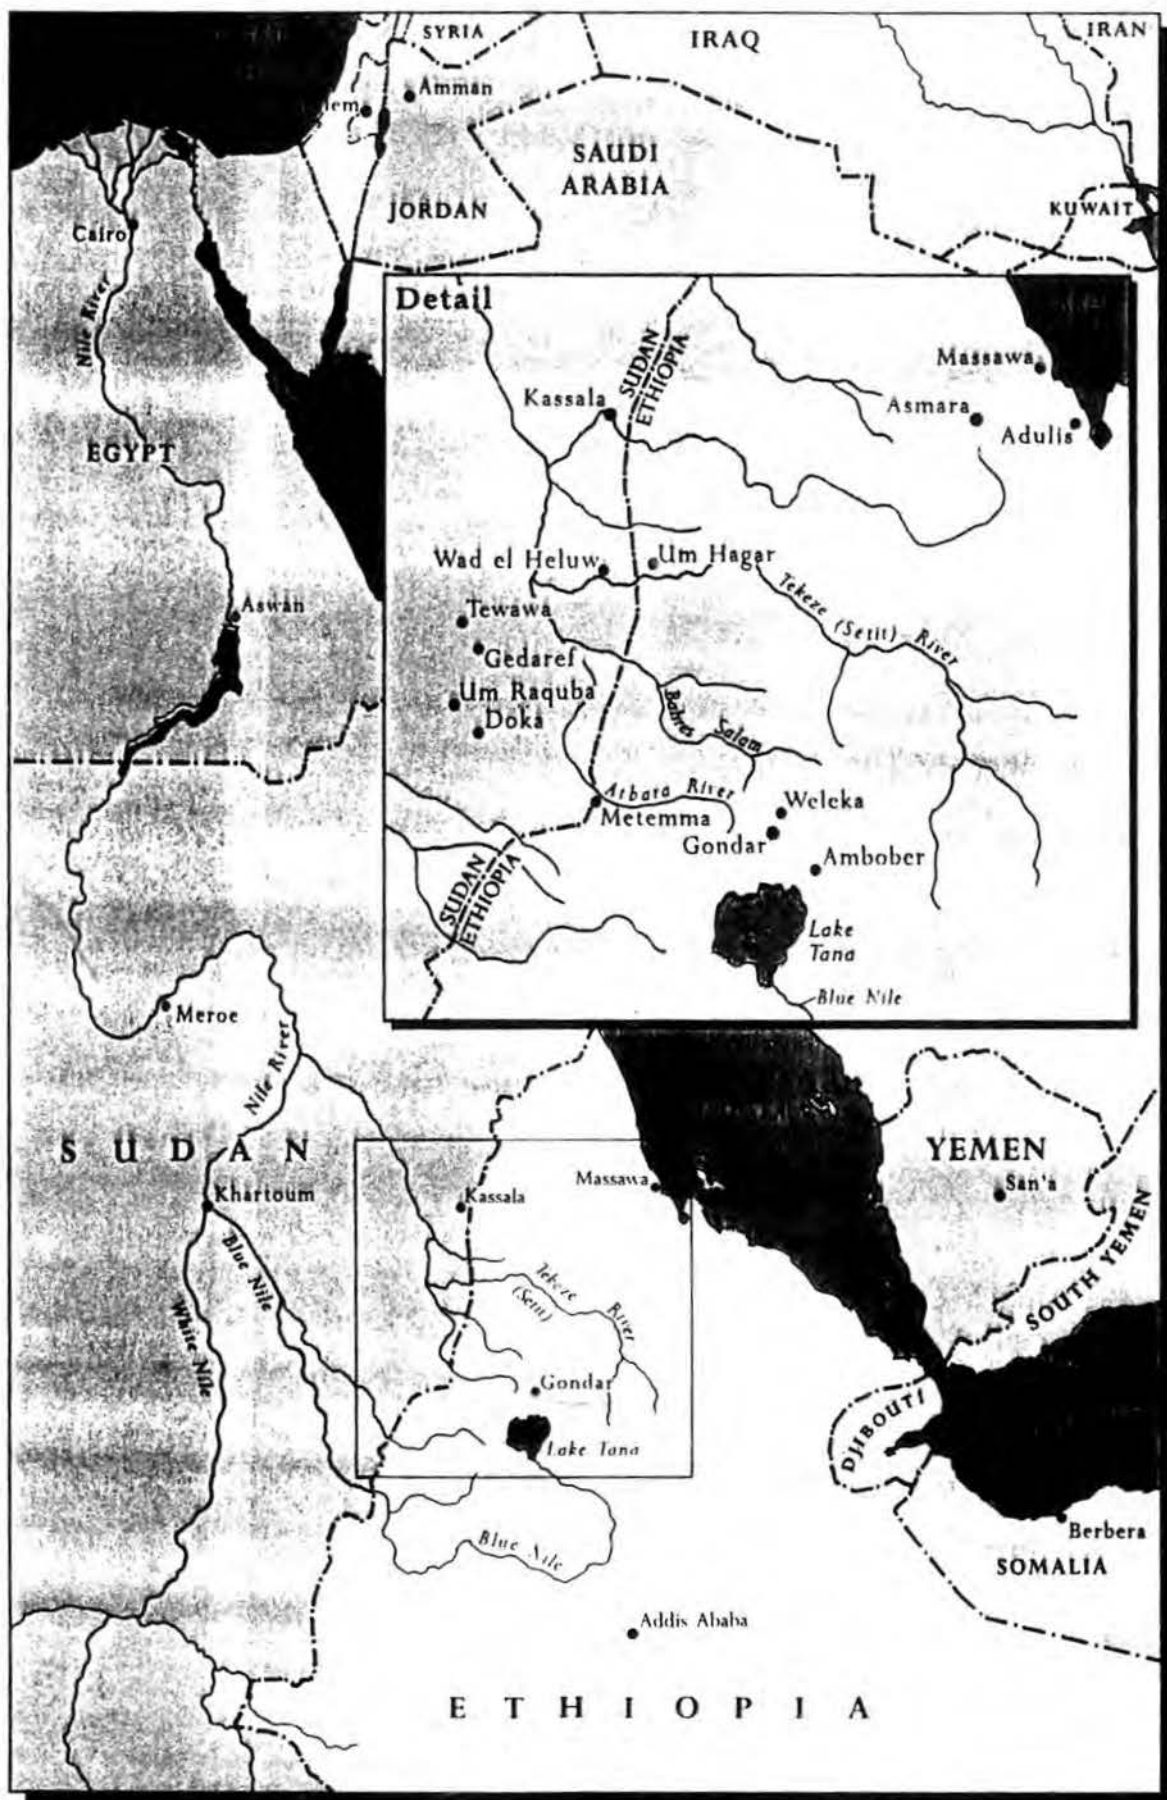 SYRIA
IRAQ
IRAN
Amman
lem
SAUDI
ARABIA
JORDAN
KUWAIT
Cairo
Nile River
EGYPT
Aswan
Detail
SUDAN
ETHIOPIA
Massawa
Kassala
Asmara
Adulis
Wad el Heluw
Um Hagar
Tekeze (Setit) River
Tewawa
Gedaref
Um Raquba
Doka
Bahres Salam
Atbara River
Metemma
Weleka
Gondar
Ambober
SUDAN
ETHIOPIA
Lake
Tana
Blue Nile
Meroe
Nile River
SUDAN
YEMEN
Khartoum
Kassala
Massawa
San'a
SOUTH YEMEN
Blue Nile
White Nile
Tekeze
(Setit)
River
Gondar
Lake Tana
DJIBOUTI
Blue Nile
Berbera
SOMALIA
Addis Ababa
ETHIOPIA